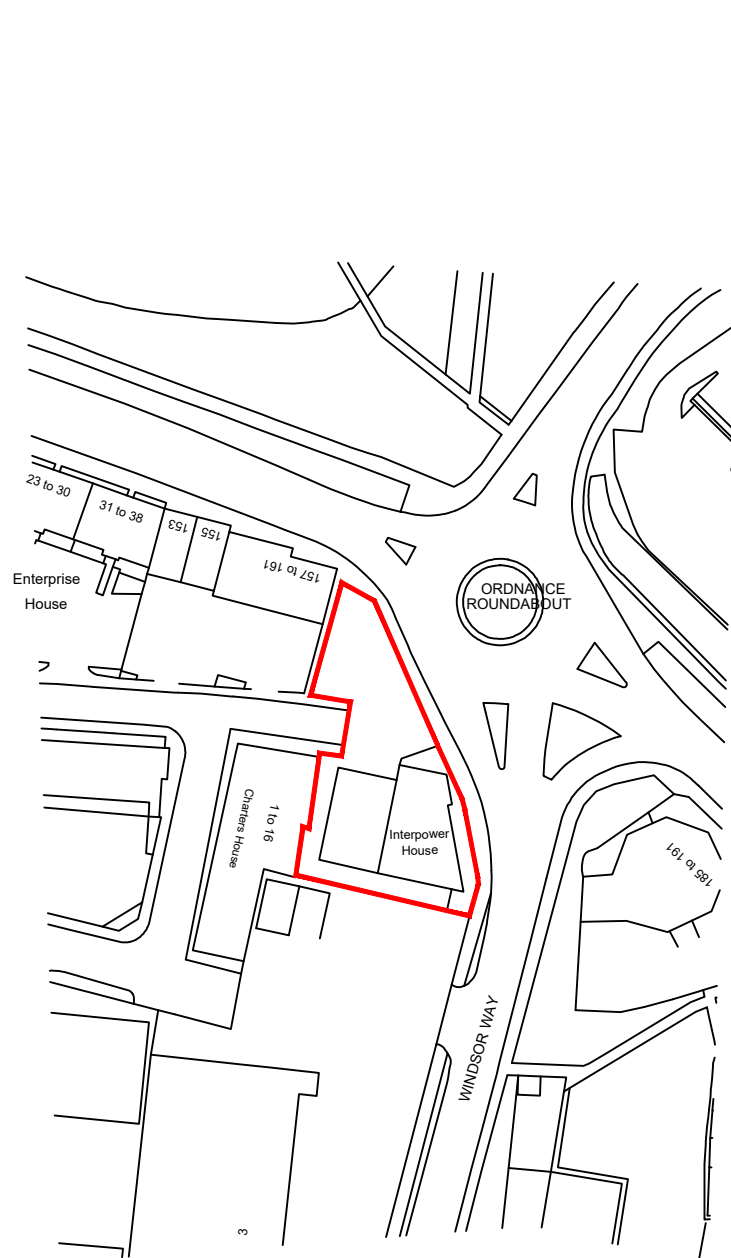 23 to 30
31 to 38
153
155
157 to 161
Enterprise
House
ORDNANCE
ROUNDABOUT
1 to 16
Charters House
Interpower
House
185 to 191
WINDSOR WAY
3